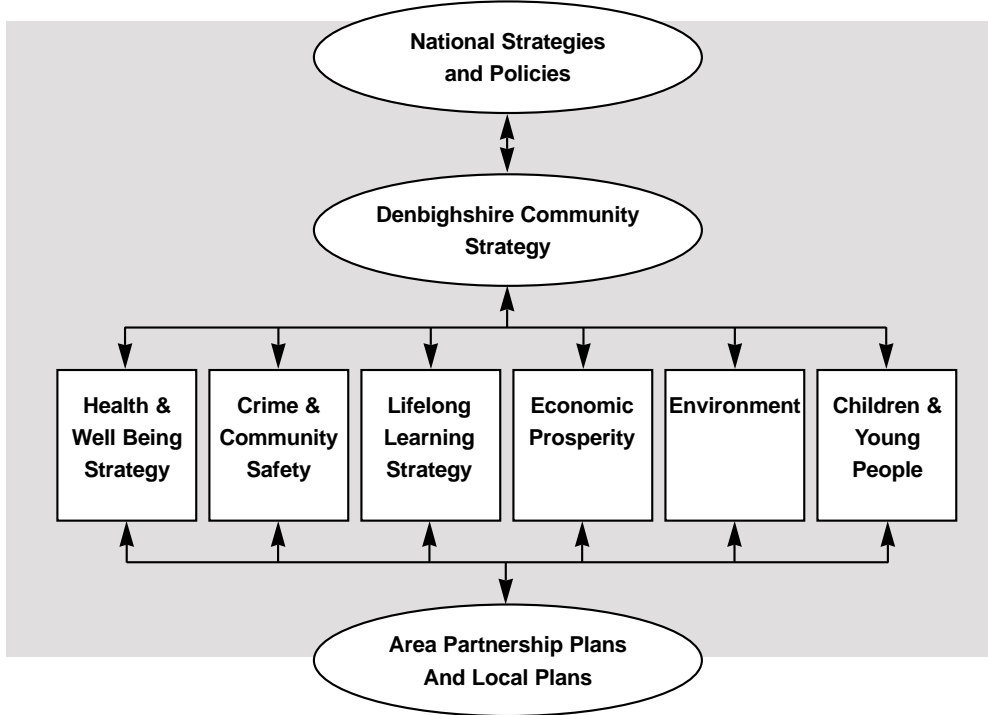 National Strategies
and Policies
Denbighshire Community
Strategy
Health &
Well Being
Strategy
Crime &
Community
Safety
Lifelong
Learning
Strategy
Economic
Prosperity
Environment
Children &
Young
People
Area Partnership Plans
And Local Plans